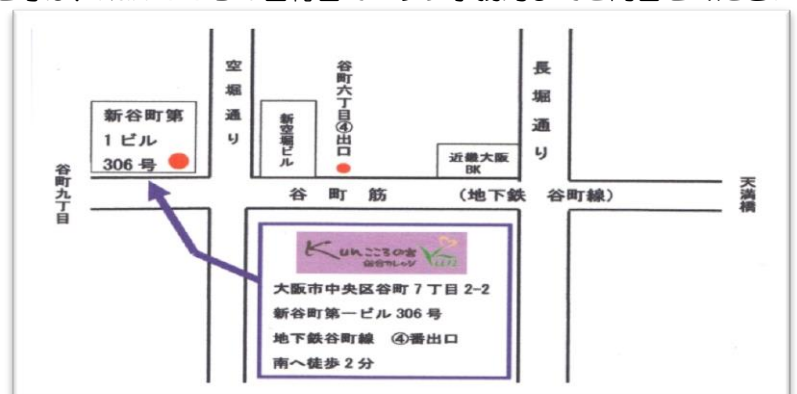 空堀通り
谷町六丁目④出口
長堀通り
新谷町第
1ビル
306号
新空堀ビル
近畿大阪
BK
谷町九丁目
谷町筋 (地下鉄 谷町線)
天満橋
Kunこころの宮
Kun
大阪市中央区谷町7丁目2-2
新谷町第一ビル306号
地下鉄谷町線 ④番出口
南へ徒歩2分